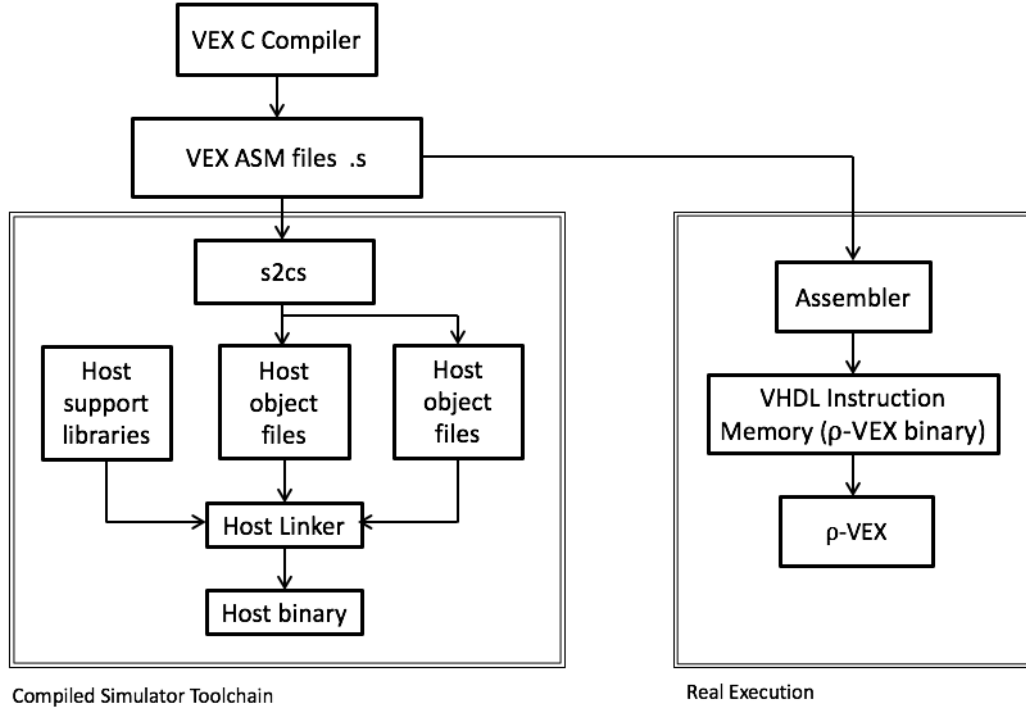 VEX C Compiler
VEX ASM files .s
s2cs
Host
support
libraries
Host
object
files
Host
object
files
Host Linker
Host binary
Compiled Simulator Toolchain
Assembler
VHDL Instruction
Memory (ρ-VEX binary)
ρ-VEX
Real Execution